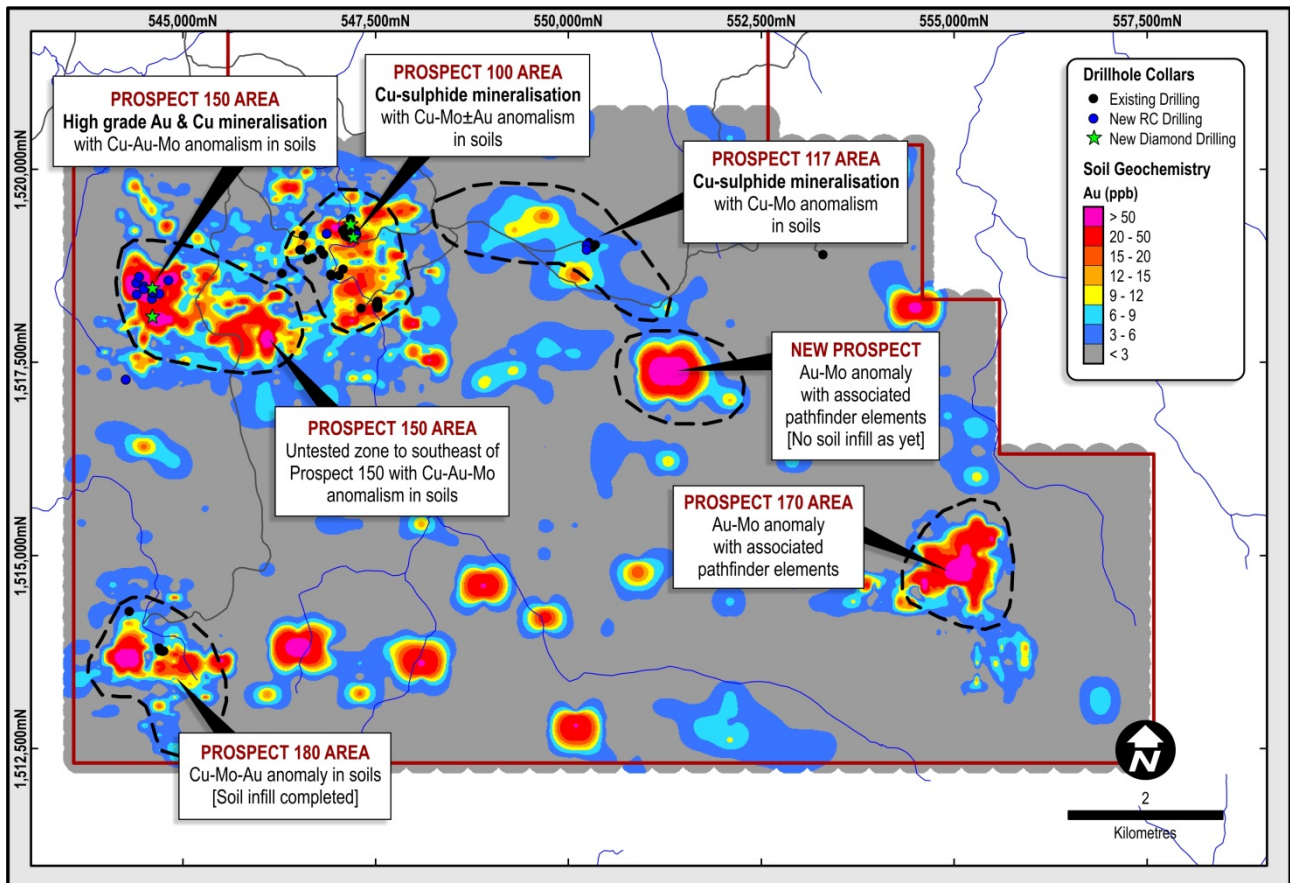 545,000mN
547,500mN
550,000mN
552,500mN
555,000mN
557,500mN
1,520,000mN
1,517,500mN
1,515,000mN
1,512,500mN
PROSPECT 150 AREA
High grade Au & Cu mineralisation
with Cu-Au-Mo anomalism in soils
PROSPECT 100 AREA
Cu-sulphide mineralisation
with Cu-Mo±Au anomalism
in soils
PROSPECT 117 AREA
Cu-sulphide mineralisation
with Cu-Mo anomalism
in soils
Drillhole Collars
Existing Drilling
New RC Drilling
New Diamond Drilling
Soil Geochemistry
Au (ppb)
> 50
20 - 50
15 - 20
12 - 15
9 - 12
6 - 9
3 - 6
< 3
NEW PROSPECT
Au-Mo anomaly
with associated
pathfinder elements
[No soil infill as yet]
PROSPECT 150 AREA
Untested zone to southeast of
Prospect 150 with Cu-Au-Mo
anomalism in soils
PROSPECT 170 AREA
Au-Mo anomaly
with associated
pathfinder elements
PROSPECT 180 AREA
Cu-Mo-Au anomaly in soils
[Soil infill completed]
N
2
Kilometres